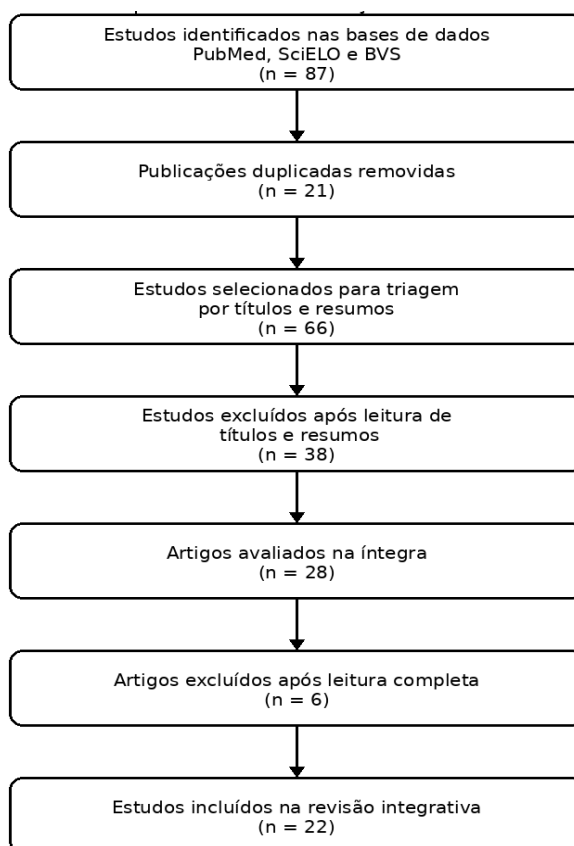 Estudos identificados nas bases de dados
PubMed, SciELO e BVS
(n = 87)
Publicações duplicadas removidas
(n = 21)
Estudos selecionados para triagem
por títulos e resumos
(n = 66)
Estudos excluídos após leitura de
títulos e resumos
(n = 38)
Artigos avaliados na íntegra
(n = 28)
Artigos excluídos após leitura completa
(n = 6)
Estudos incluídos na revisão integrativa
(n = 22)